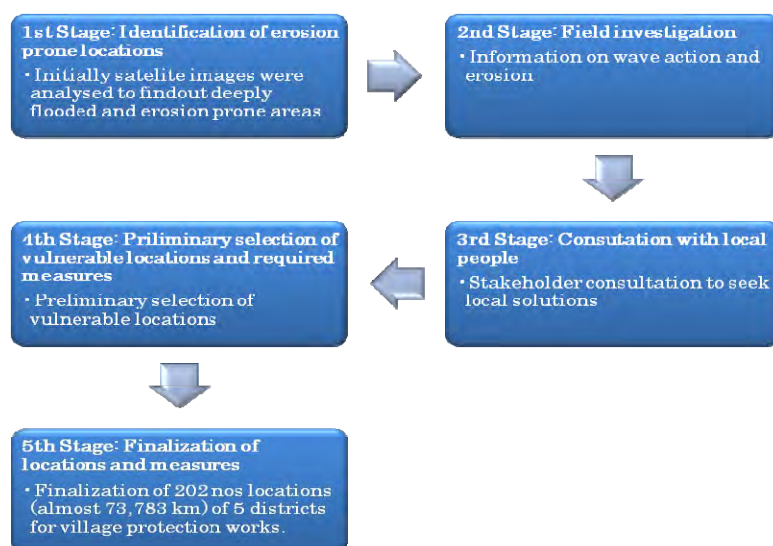 1st Stage: Identification of erosion
prone locations
• Initially satelite images were
analysed to findout deeply
flooded and erosion prone areas
2nd Stage: Field investigation
• Information on wave action and
erosion
3rd Stage: Consutation with local
people
• Stakeholder consultation to seek
local solutions
4th Stage: Priliminary selection of
vulnerable locations and required
measures
• Preliminary selection of
vulnerable locations
5th Stage: Finalization of
locations and measures
• Finalization of 202 nos locations
(almost 73,783 km) of 5 districts
for village protection works.